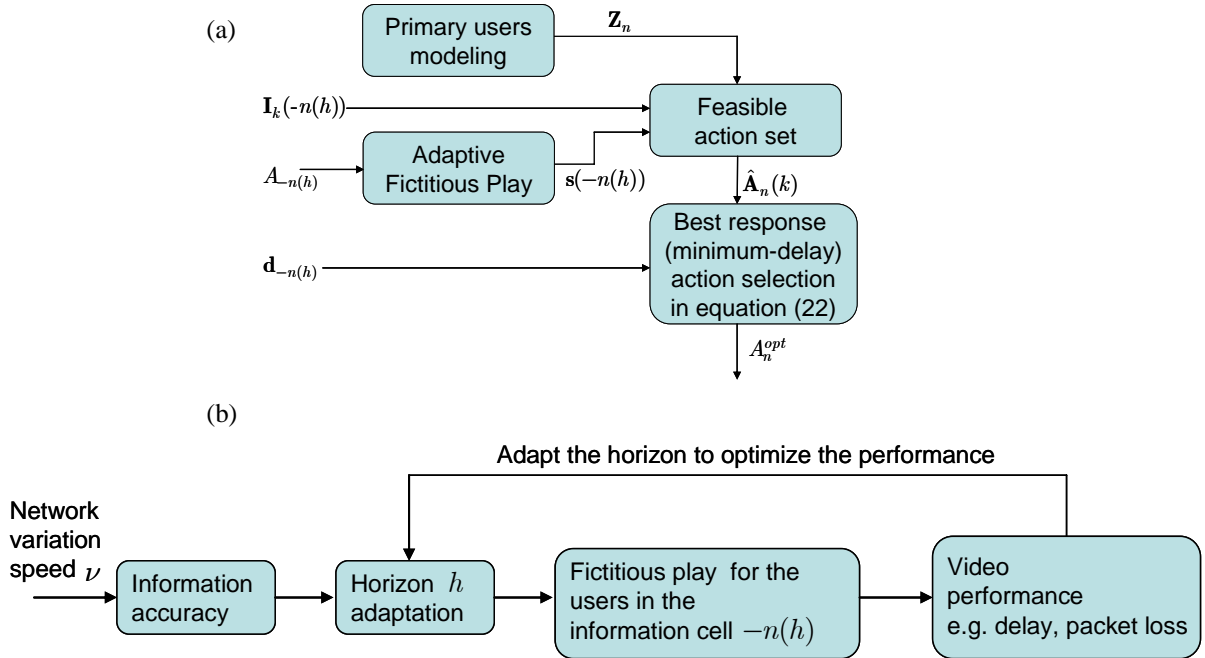 (a)
Primary users
modeling
Z_n
I_k(-n(h))
Feasible
action set
A_{-n(h)}
Adaptive
Fictitious Play
s(−n(h))
Â_n(k)
Best response
(minimum-delay)
action selection
in equation (22)
d_{−n(h)}
A_n^{opt}
(b)
Adapt the horizon to optimize the performance
Network
variation
speed ν
Information
accuracy
Horizon h
adaptation
Fictitious play for the
users in the
information cell −n(h)
Video
performance
e.g. delay, packet loss